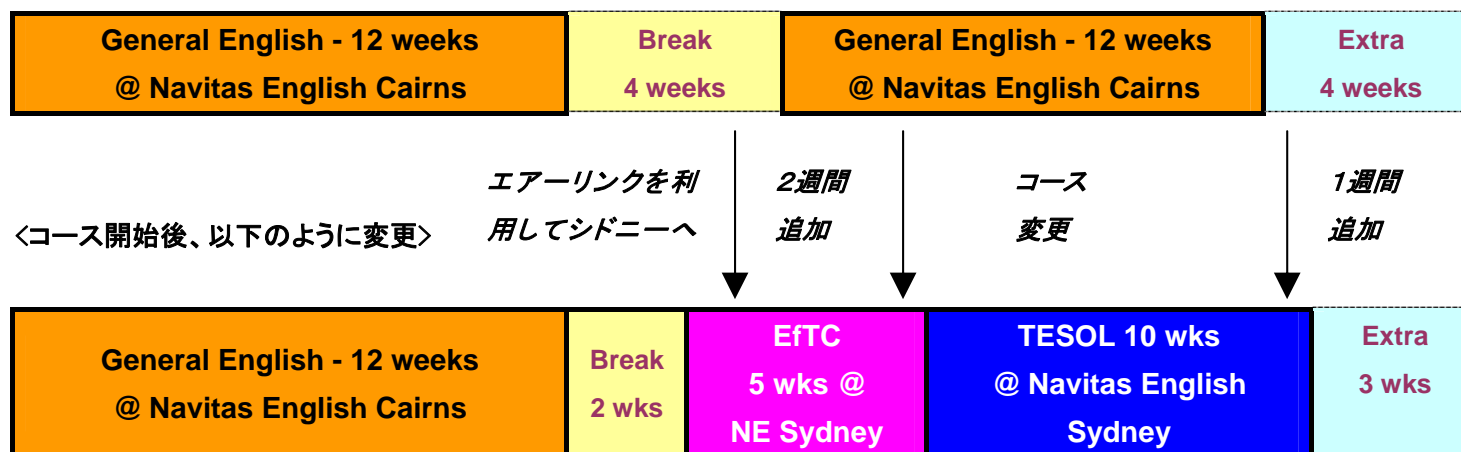 General English - 12 weeks
@ Navitas English Cairns
Break
4 weeks
General English - 12 weeks
@ Navitas English Cairns
Extra
4 weeks
エアーリンクを利
用してシドニーへ
2週間
追加
コース
変更
1週間
追加
<コース開始後、以下のように変更>
General English - 12 weeks
@ Navitas English Cairns
Break
2 wks
EfTC
5 wks @
NE Sydney
TESOL 10 wks
@ Navitas English
Sydney
Extra
3 wks